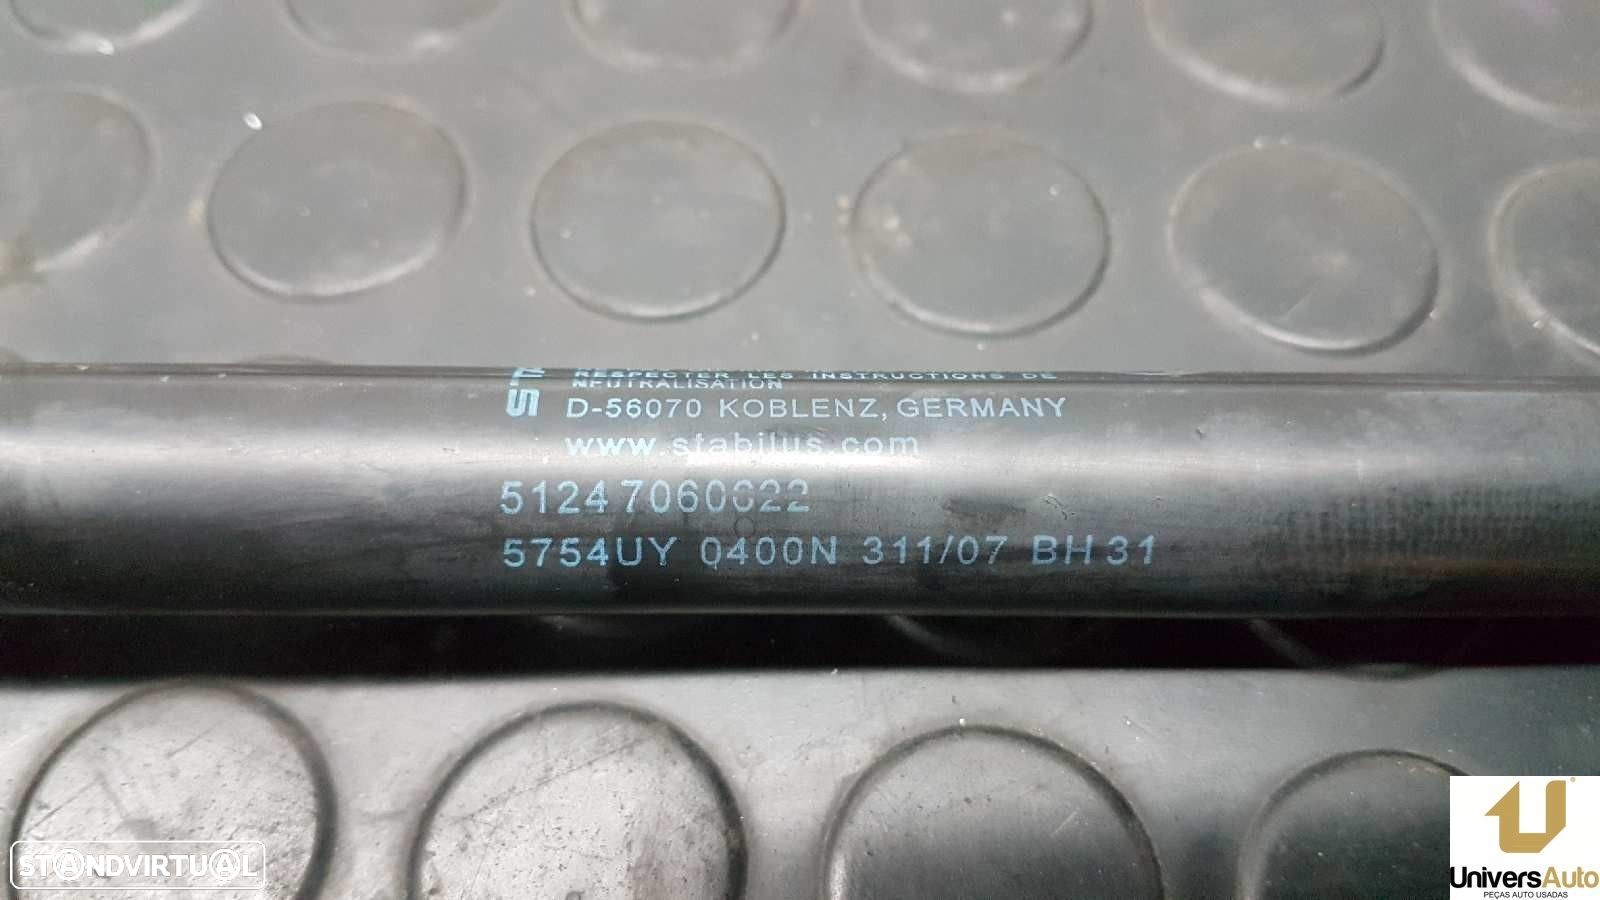 RESPECTER LES INSTRUCTIONS DE
NEUTRALISATION
D-56070 KOBLENZ, GERMANY
www.stabilus.com
51247060622
5754UY 0400N 311/07 BH31
STANDVIRTUAL
UniversAuto
PEÇAS AUTO USADAS